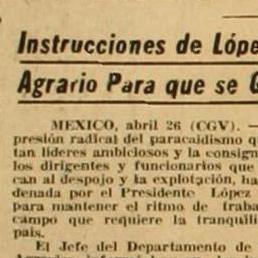 Instrucciones de Lópe
Agrario Para que se G
MEXICO, abril 26 (CGV). —
presión radical del paracaidismo q
tan líderes ambiciosos y la consign
los dirigentes y funcionarios que
can al despojo y la explotación, ha
denada por el Presidente López
para mantener el ritmo de traba
campo que requiere la tranquili
país.
El Jefe del Departamento de